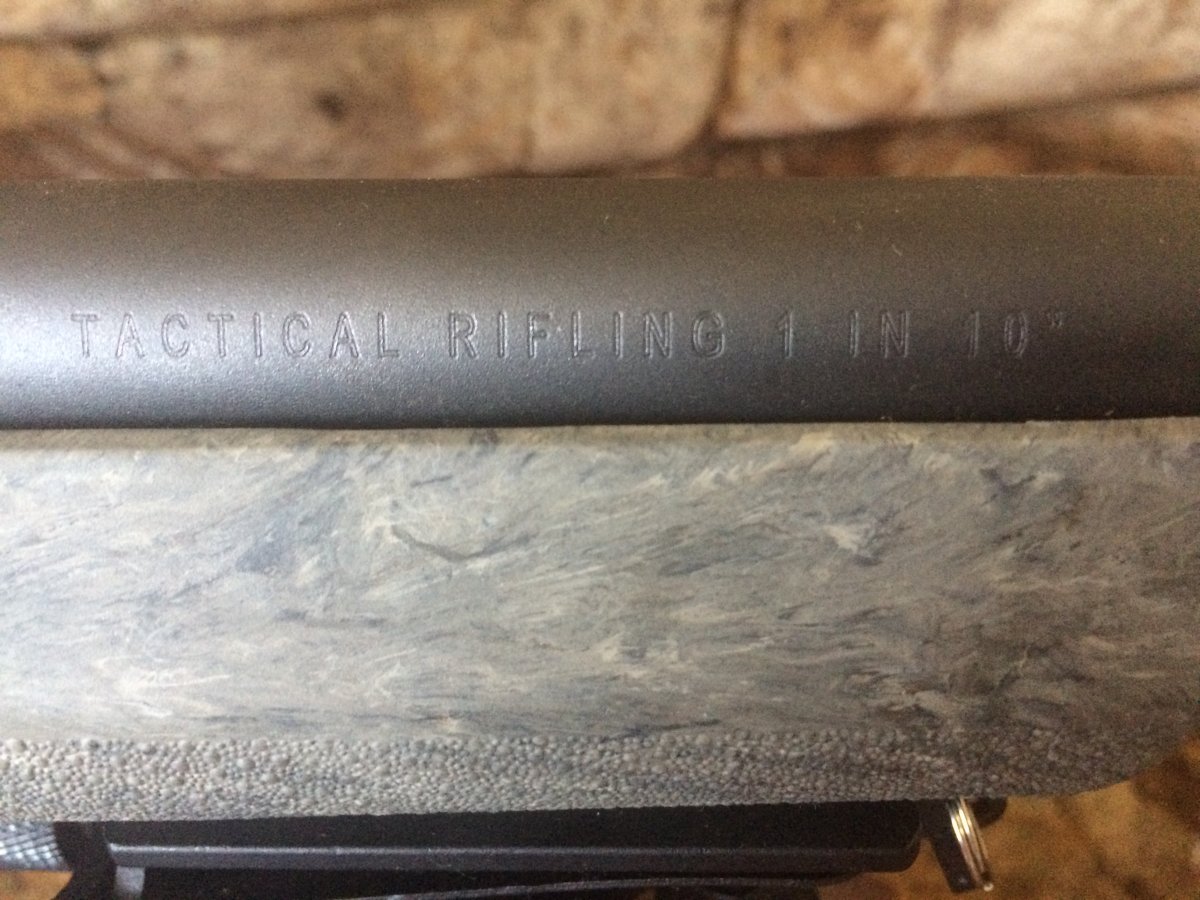 TACTICAL RIFLING 1 IN 10"